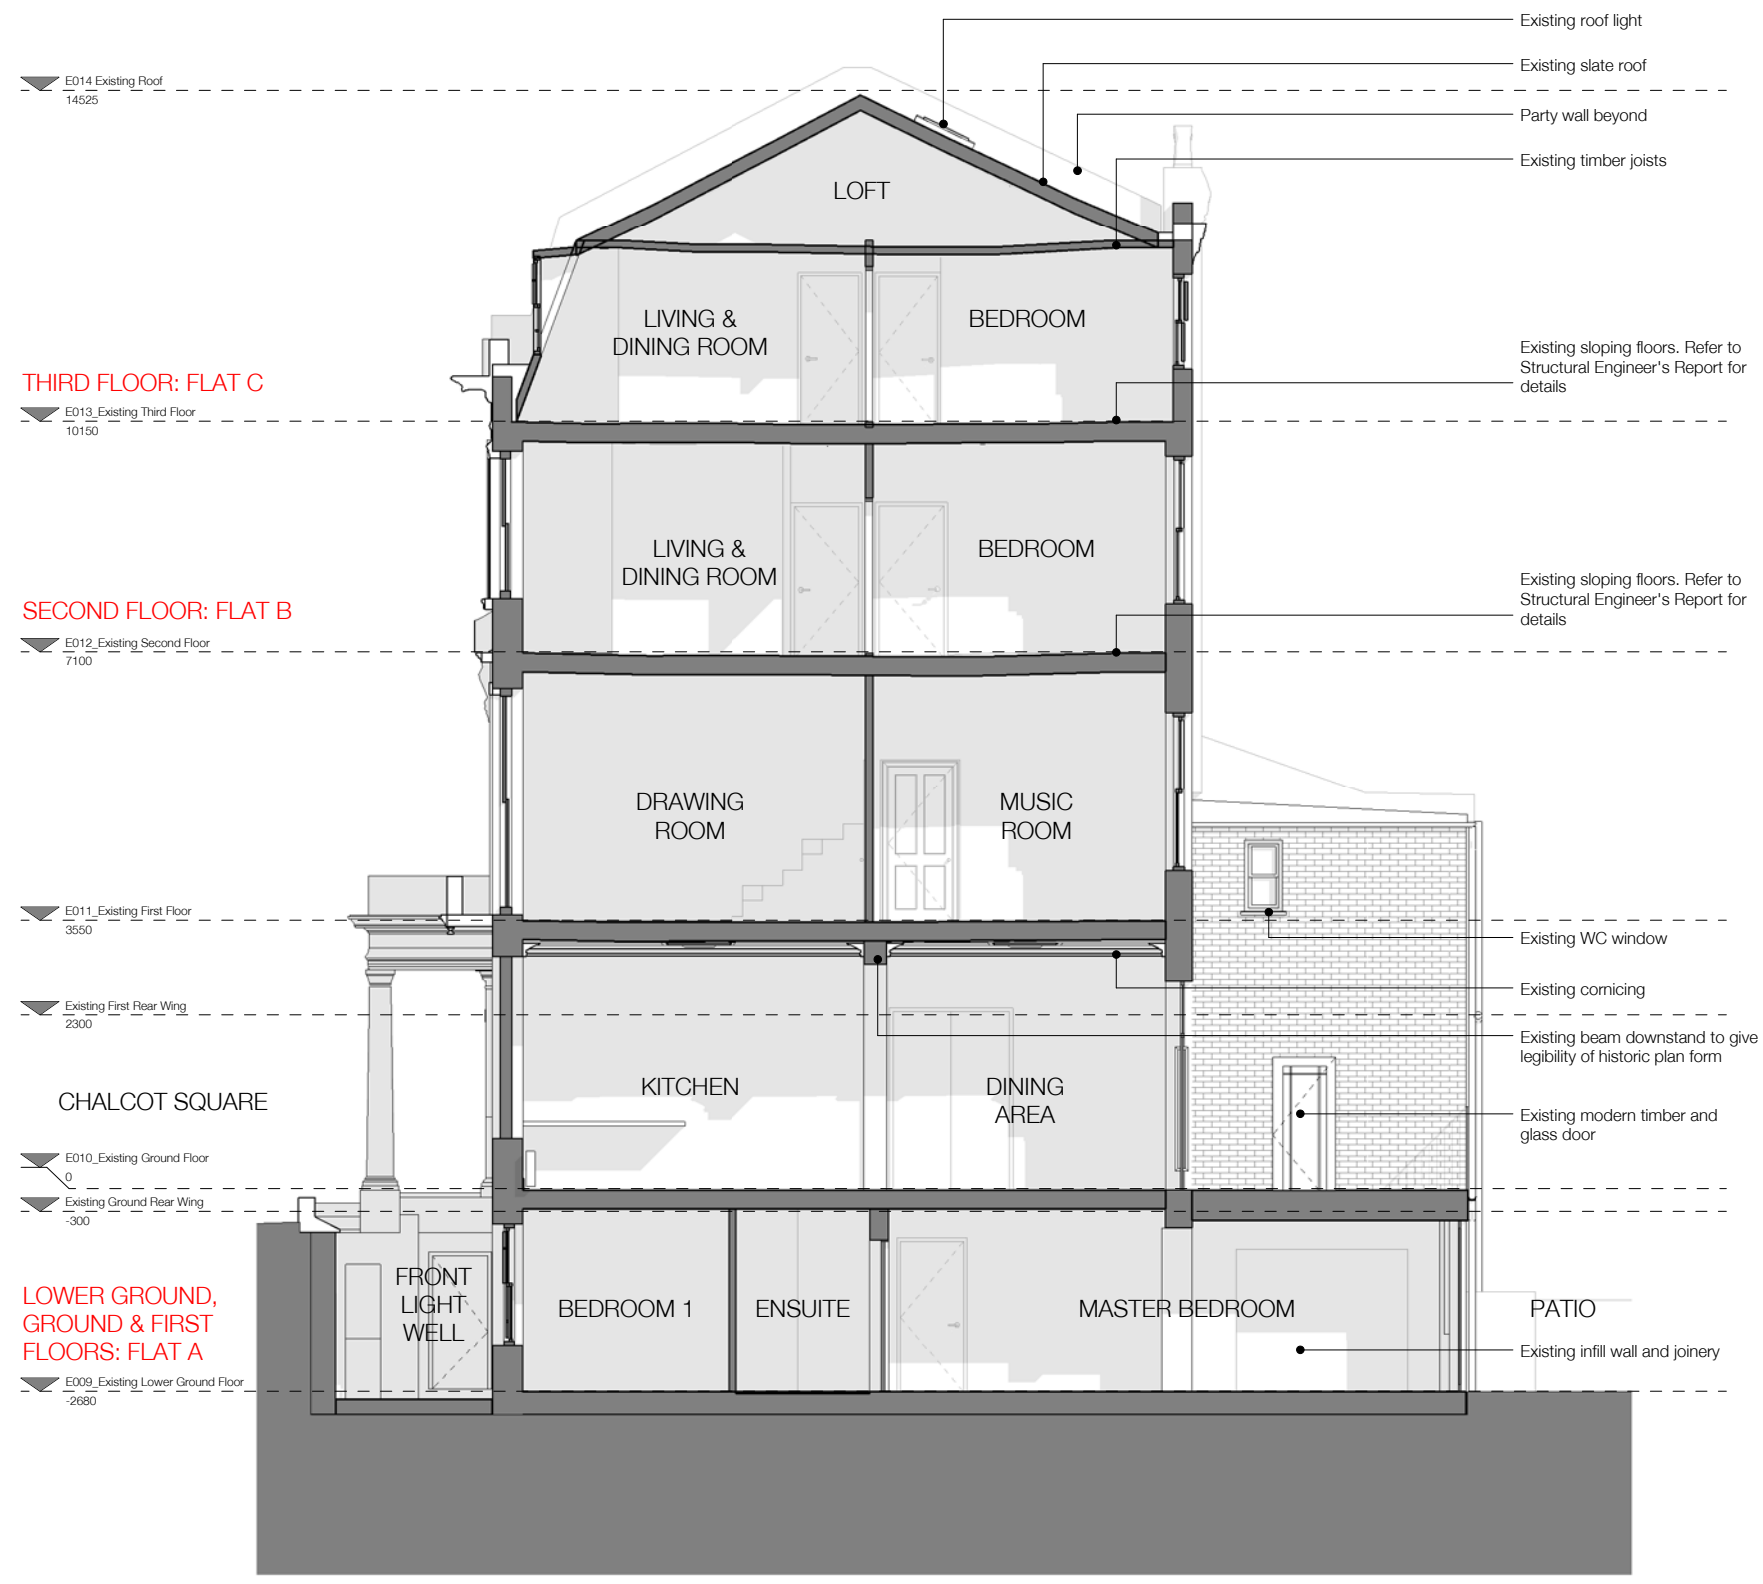 Existing roof light
Existing slate roof
E014 Existing Roof
14525
Party wall beyond
Existing timber joists
LOFT
LIVING &
DINING ROOM
BEDROOM
Existing sloping floors. Refer to
Structural Engineer's Report for
details
THIRD FLOOR: FLAT C
E013_Existing Third Floor
10150
LIVING &
DINING ROOM
BEDROOM
Existing sloping floors. Refer to
Structural Engineer's Report for
details
SECOND FLOOR: FLAT B
E012_Existing Second Floor
7100
DRAWING
ROOM
MUSIC
ROOM
E011_Existing First Floor
3550
Existing WC window
Existing cornicing
Existing First Rear Wing
2300
Existing beam downstand to give
legibility of historic plan form
KITCHEN
DINING
AREA
CHALCOT SQUARE
Existing modern timber and
glass door
E010_Existing Ground Floor
0
Existing Ground Rear Wing
-300
FRONT
LIGHT
WELL
LOWER GROUND,
GROUND & FIRST
FLOORS: FLAT A
BEDROOM 1
ENSUITE
MASTER BEDROOM
PATIO
Existing infill wall and joinery
E009_Existing Lower Ground Floor
-2680